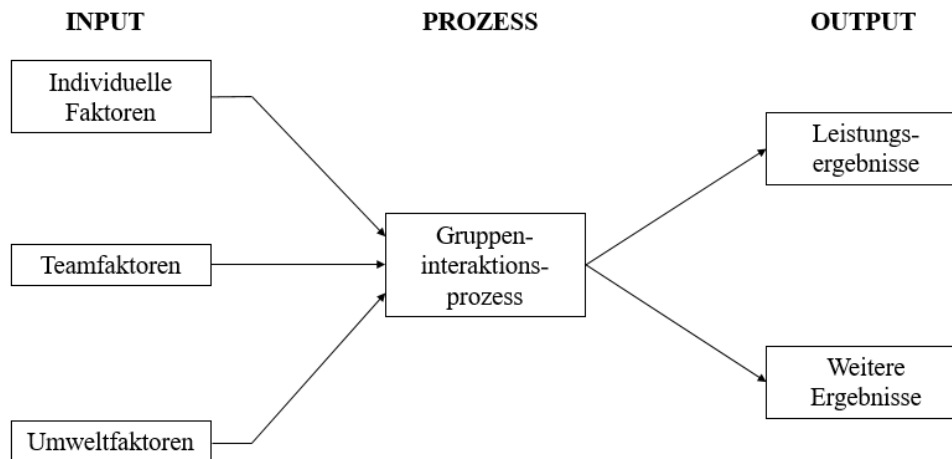 INPUT
PROZESS
OUTPUT
Individuelle
Faktoren
Teamfaktoren
Umweltfaktoren
Gruppen-
interaktions-
prozess
Leistungs-
ergebnisse
Weitere
Ergebnisse